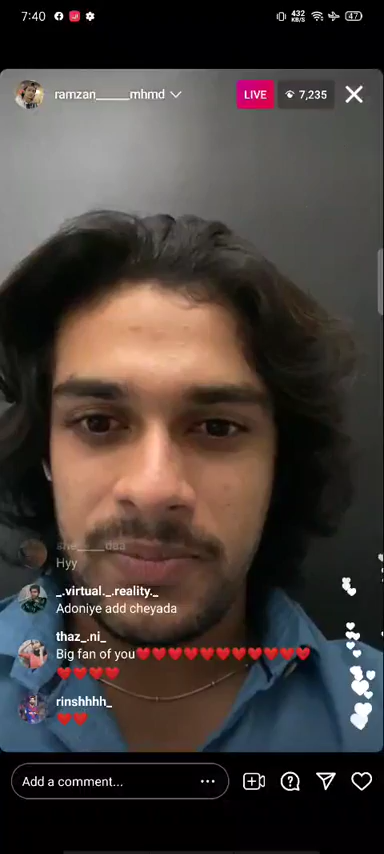 7:40
432
KB/S
47
ramzan_____mhmd
LIVE
7,235
Hyy
_.virtual._.reality._
Adoniye add cheyada
thaz_.ni_
Big fan of you❤️❤️❤️❤️❤️❤️❤️❤️❤️❤️❤️
❤️❤️❤️❤️
rinshhhh_
❤️❤️
Add a comment...